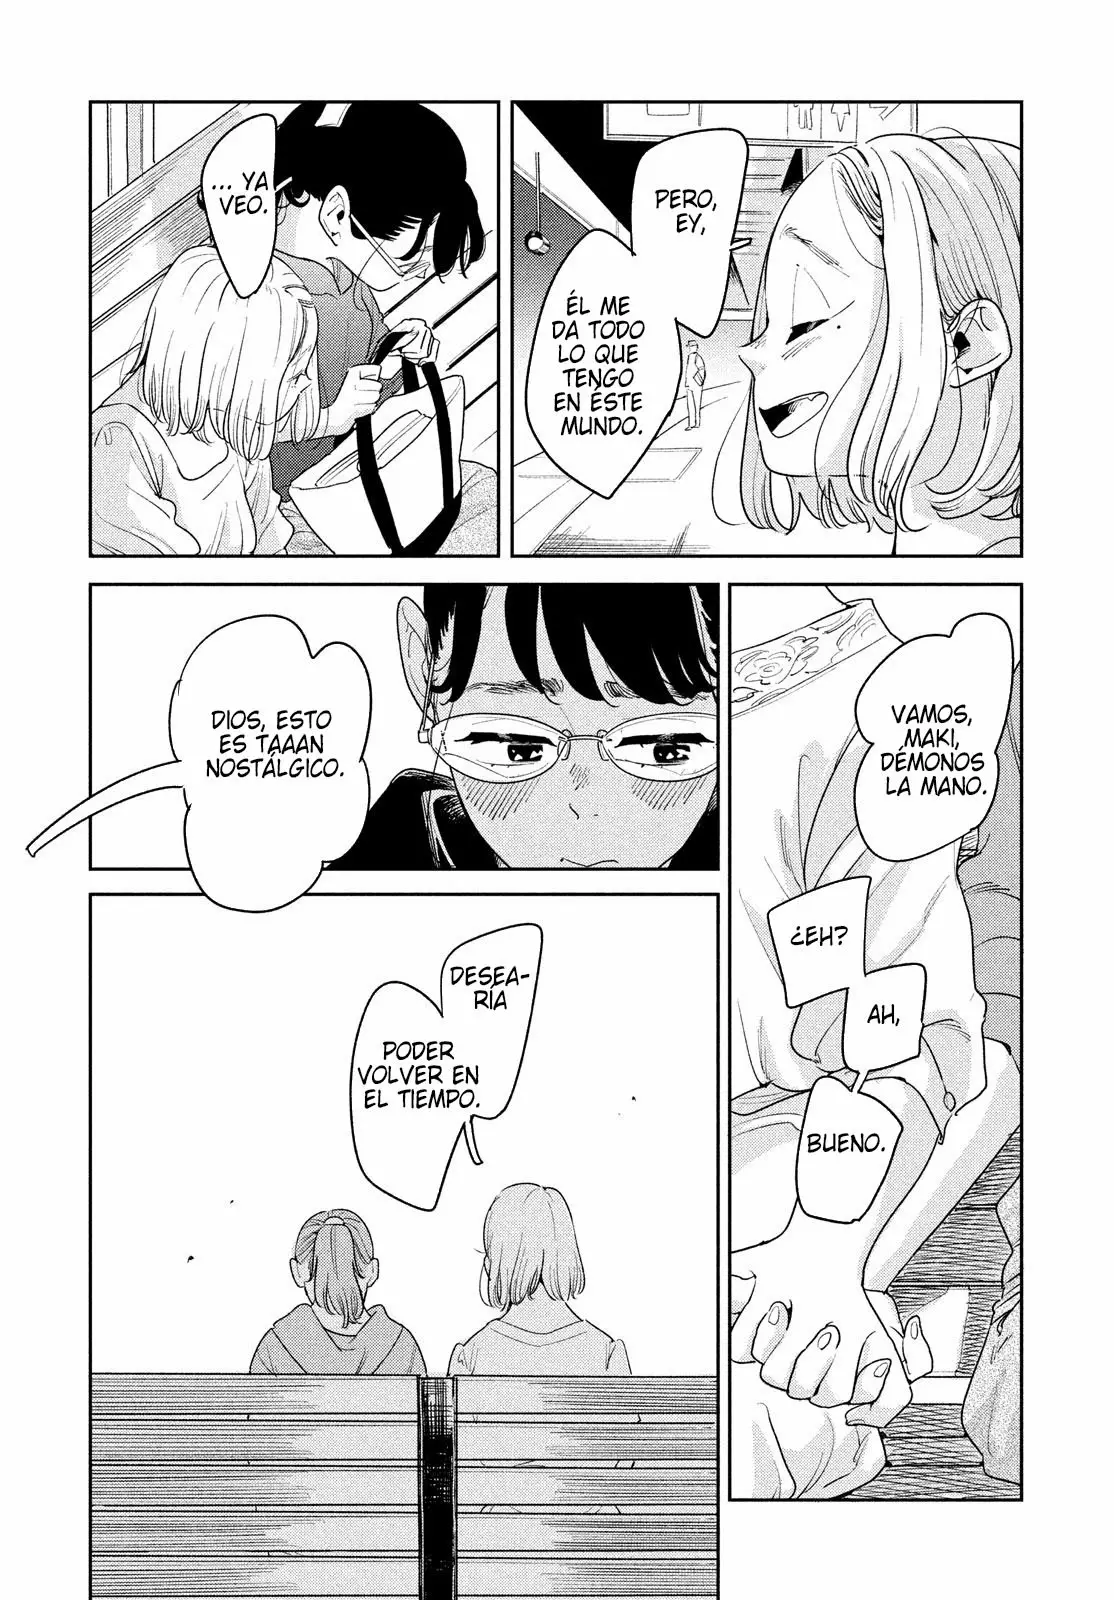 PERO,
EY,
ÉL ME
DA TODO
LO QUE
TENGO
EN ESTE
MUNDO.
... YA
VEO.
VAMOS,
MAKI,
DÉMONOS
LA MANO.
¿EH?
AH,
BUENO.
DIOS, ESTO
ES TAAAN
NOSTÁLGICO.
DESEA-
RÍA
PODER
VOLVER EN
EL TIEMPO.